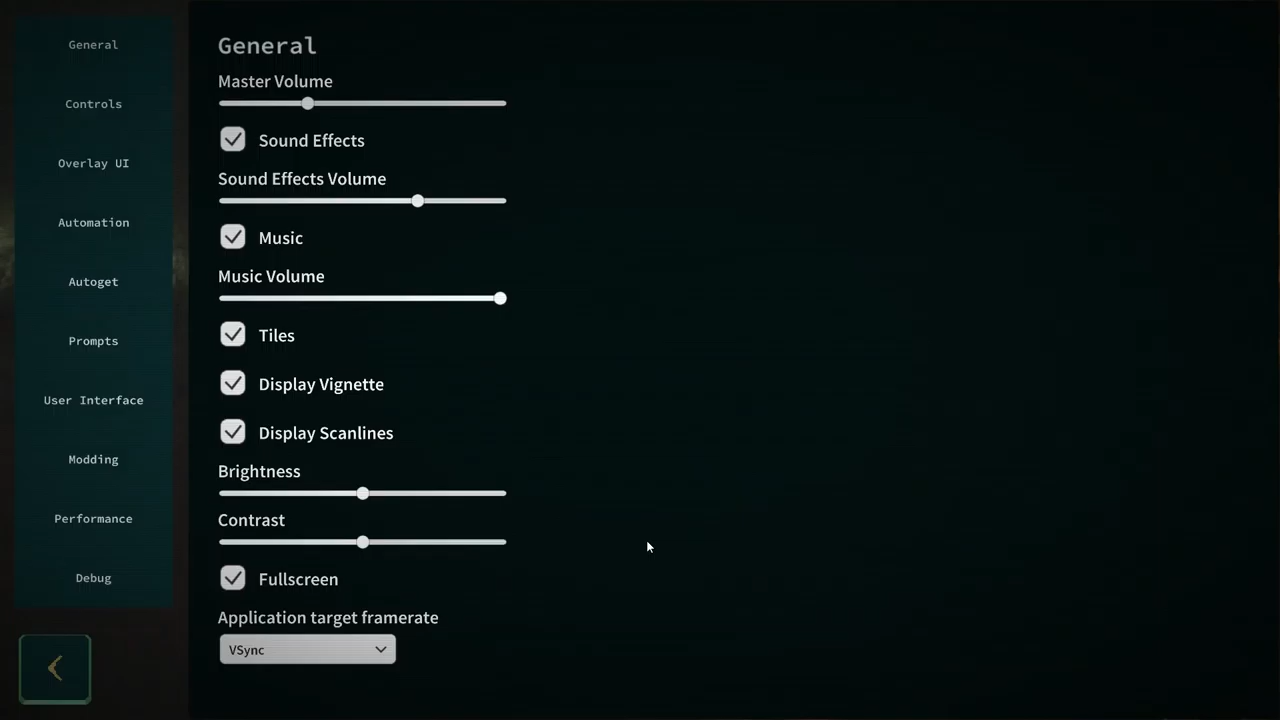 General
Controls
Overlay UI
Automation
Autoget
Prompts
User Interface
Modding
Performance
Debug
General
Master Volume
Sound Effects
Sound Effects Volume
Music
Music Volume
Tiles
Display Vignette
Display Scanlines
Brightness
Contrast
Fullscreen
Application target framerate
VSync